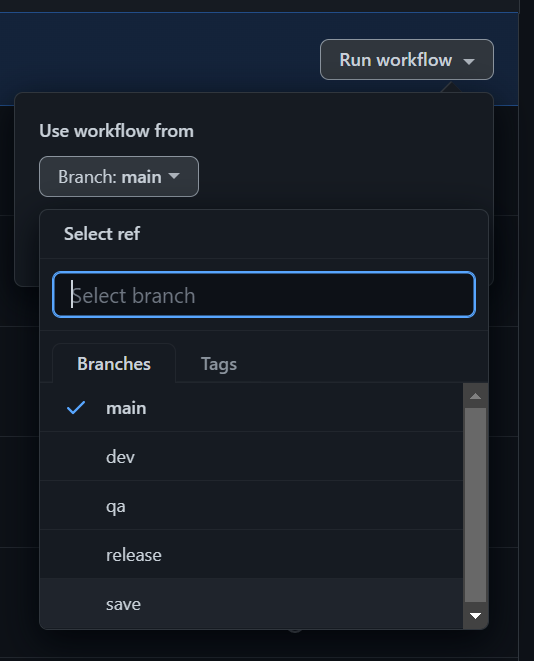 Run workflow
Use workflow from
Branch: main
Select ref
Select branch
Branches Tags
main
dev
qa
release
save